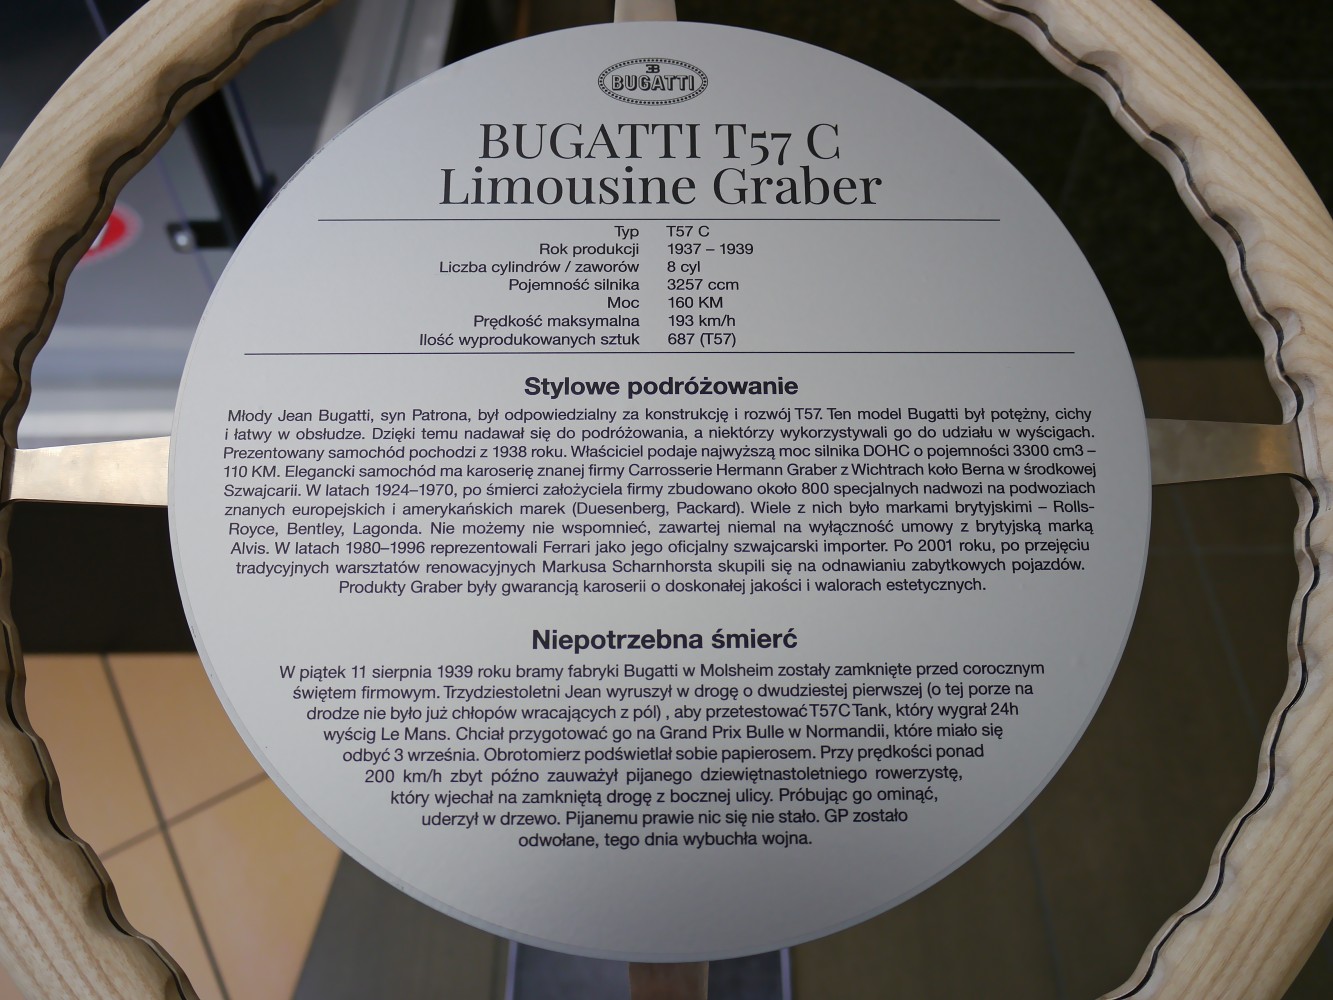 EB
BUGATTI
BUGATTI T57 C
Limousine Graber
Typ T57 C
Rok produkcji 1937 – 1939
Liczba cylindrów / zaworów 8 cyl
Pojemność silnika 3257 ccm
Moc 160 KM
Prędkość maksymalna 193 km/h
Ilość wyprodukowanych sztuk 687 (T57)
Stylowe podróżowanie
Młody Jean Bugatti, syn Patrona, był odpowiedzialny za konstrukcję i rozwój T57. Ten model Bugatti był potężny, cichy
i łatwy w obsłudze. Dzięki temu nadawał się do podróżowania, a niektórzy wykorzystywali go do udziału w wyścigach.
Prezentowany samochód pochodzi z 1938 roku. Właściciel podaje najwyższą moc silnika DOHC o pojemności 3300 cm3 –
110 KM. Elegancki samochód ma karoserię znanej firmy Carrosserie Hermann Graber z Wichtrach koło Berna w środkowej
Szwajcarii. W latach 1924–1970, po śmierci założyciela firmy zbudowano około 800 specjalnych nadwozi na podwoziach
znanych europejskich i amerykańskich marek (Duesenberg, Packard). Wiele z nich było markami brytyjskimi – Rolls-
Royce, Bentley, Lagonda. Nie możemy nie wspomnieć, zawartej niemal na wyłączność umowy z brytyjską marką
Alvis. W latach 1980–1996 reprezentowali Ferrari jako jego oficjalny szwajcarski importer. Po 2001 roku, po przejęciu
tradycyjnych warsztatów renowacyjnych Markusa Scharnhorsta skupili się na odnawianiu zabytkowych pojazdów.
Produkty Graber były gwarancją karoserii o doskonałej jakości i walorach estetycznych.
Niepotrzebna śmierć
W piątek 11 sierpnia 1939 roku bramy fabryki Bugatti w Molsheim zostały zamknięte przed corocznym
świętem firmowym. Trzydziestoletni Jean wyruszył w drogę o dwudziestej pierwszej (o tej porze na
drodze nie było już chłopów wracających z pól) , aby przetestować T57C Tank, który wygrał 24h
wyścig Le Mans. Chciał przygotować go na Grand Prix Bulle w Normandii, które miało się
odbyć 3 września. Obrotomierz podświetlał sobie papierosem. Przy prędkości ponad
200 km/h zbyt późno zauważył pijanego dziewiętnastoletniego rowerzystę,
który wjechał na zamkniętą drogę z bocznej ulicy. Próbując go ominąć,
uderzył w drzewo. Pijanemu prawie nic się nie stało. GP zostało
odwołane, tego dnia wybuchła wojna.